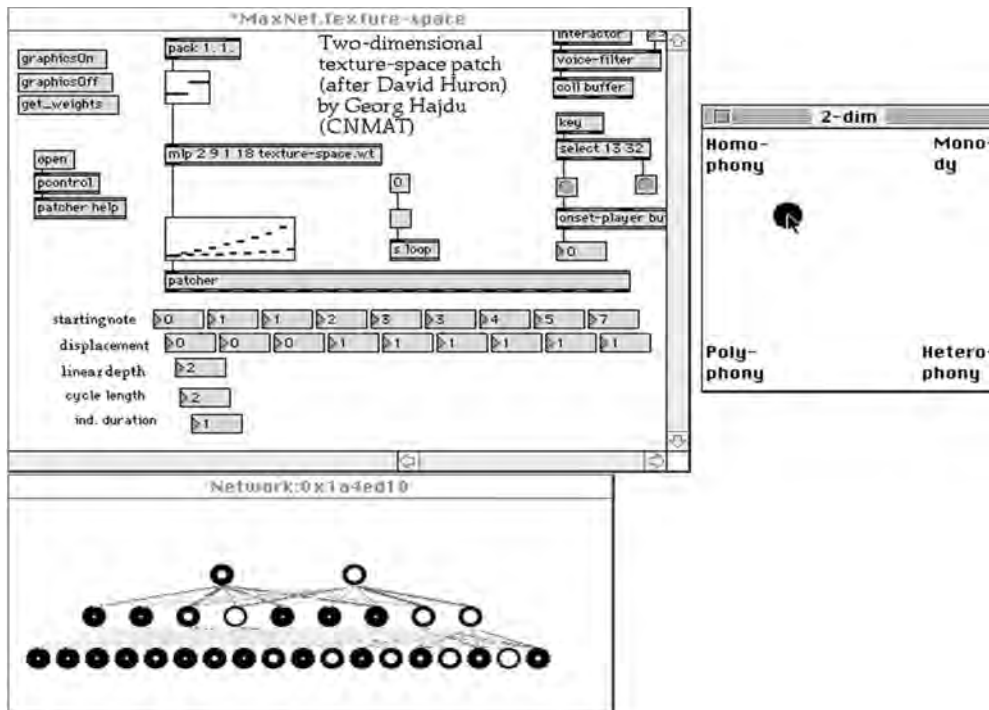 *MaxNet.Texture-space
graphicsOn
graphicsOff
get_weights
open
pcontrol
patcher help
pack 1. 1.
Two-dimensional
texture-space patch
(after David Huron)
by Georg Hajdu
(CNMAT)
mlp 2 9 1 18 texture-space.wt
0
s loop
interactor
voice-filter
coll buffer
key
select 13 32
onset-player bu
0
patcher
startingnote 0 1 1 2 3 3 4 5 7
displacement 0 0 0 1 1 1 1 1 1
linear depth 2
cycle length 2
ind. duration 1
2-dim
Homo-
phony
Mono-
dy
Poly-
phony
Hetero-
phony
Network:0x1a4ed10